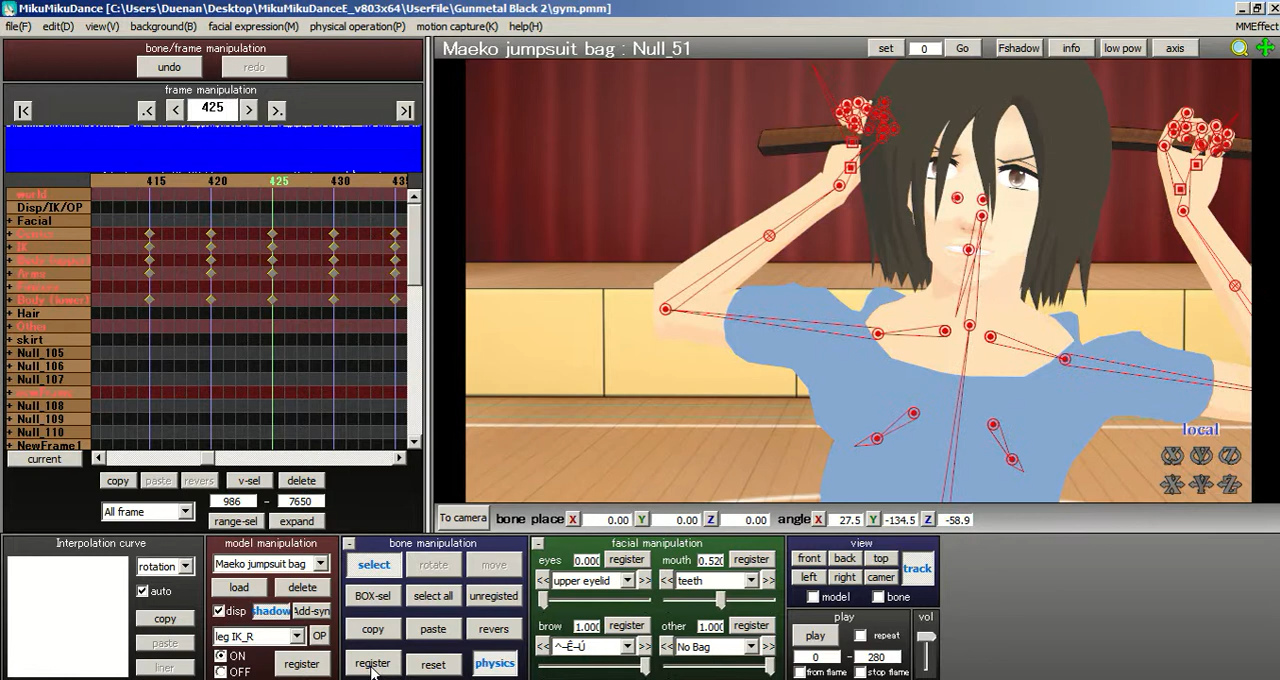 MikuMikuDance [C:\Users\Duenan\Desktop\MikuMikuDanceE_v803x64\UserFile\Gunmetal Black 2\gym.pmm]
file(F) edit(D) view(V) background(B) facial expression(M) physical operation(P) motion capture(K) help(H) MMEffect
bone/frame manipulation
undo redo
frame manipulation
.< < 425 > >.
415 420 425 430 43
world
Disp/IK/OP
+ Facial
+ IK
+ Arms
+ Body (lower)
+ Hair
+ Other
+ skirt
+ Null_105
+ Null_106
+ Null_107
+ Null_108
+ Null_109
+ Null_110
+ NewFrame1
current
copy paste revers v-sel delete
All frame 986 - 7650
range-sel expand
Maeko jumpsuit bag : Null_51 set 0 Go Fshadow info low pow axis
local
To camera bone place X 0.00 Y 0.00 Z 0.00 angle X 27.5 Y -134.5 Z -58.9
Interpolation curve
rotation
auto
copy
paste
liner
model manipulation
Maeko jumpsuit bag
load delete
disp shadow Add-syn
leg IK_R OP
ON
OFF
register
- bone manipulation
select rotate move
BOX-sel select all unregisted
copy paste revers
register reset physics
- facial manipulation
eyes 0.000 register mouth 0.520 register
<< upper eyelid >> << teeth >>
brow 1.000 register other 1.000 register
<< ^-Ê-Ú >> << No Bag >>
view
front back top
left right camer track
model bone
play
play repeat
0 - 280
from flame stop flame
vol